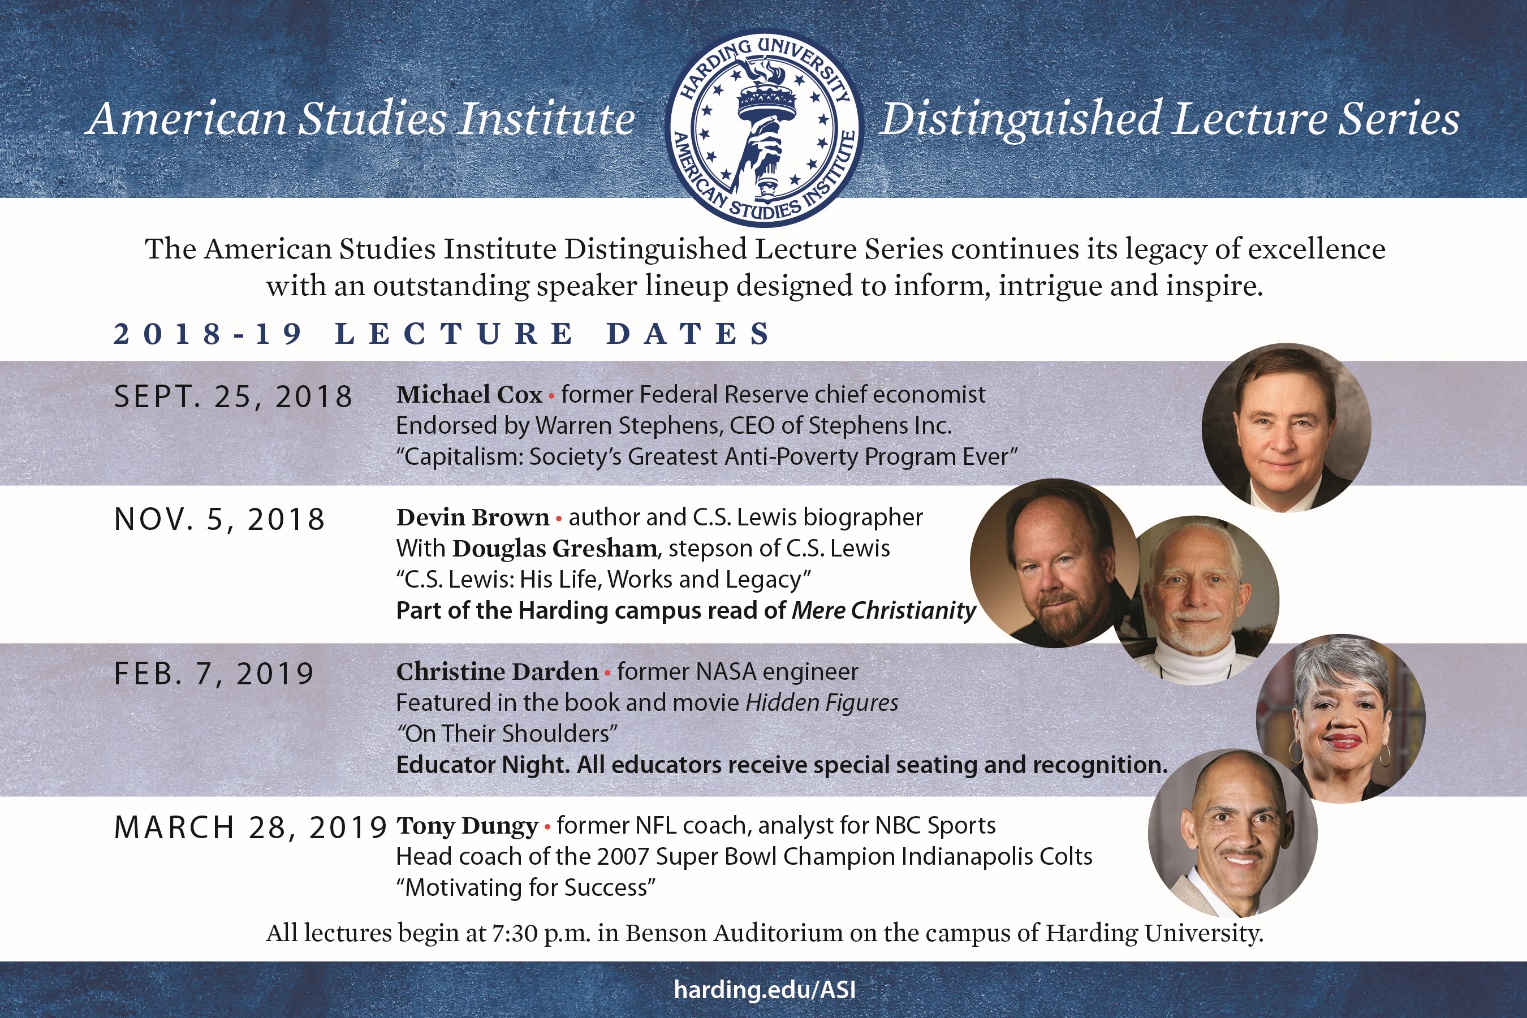 American Studies Institute
HARDING UNIVERSITY
AMERICAN STUDIES INSTITUTE
Distinguished Lecture Series
The American Studies Institute Distinguished Lecture Series continues its legacy of excellence
with an outstanding speaker lineup designed to inform, intrigue and inspire.
2018-19 LECTURE DATES
SEPT. 25, 2018
Michael Cox • former Federal Reserve chief economist
Endorsed by Warren Stephens, CEO of Stephens Inc.
“Capitalism: Society’s Greatest Anti-Poverty Program Ever”
NOV. 5, 2018
Devin Brown • author and C.S. Lewis biographer
With Douglas Gresham, stepson of C.S. Lewis
“C.S. Lewis: His Life, Works and Legacy”
Part of the Harding campus read of Mere Christianity
FEB. 7, 2019
Christine Darden • former NASA engineer
Featured in the book and movie Hidden Figures
“On Their Shoulders”
Educator Night. All educators receive special seating and recognition.
MARCH 28, 2019
Tony Dungy • former NFL coach, analyst for NBC Sports
Head coach of the 2007 Super Bowl Champion Indianapolis Colts
“Motivating for Success”
All lectures begin at 7:30 p.m. in Benson Auditorium on the campus of Harding University.
harding.edu/ASI